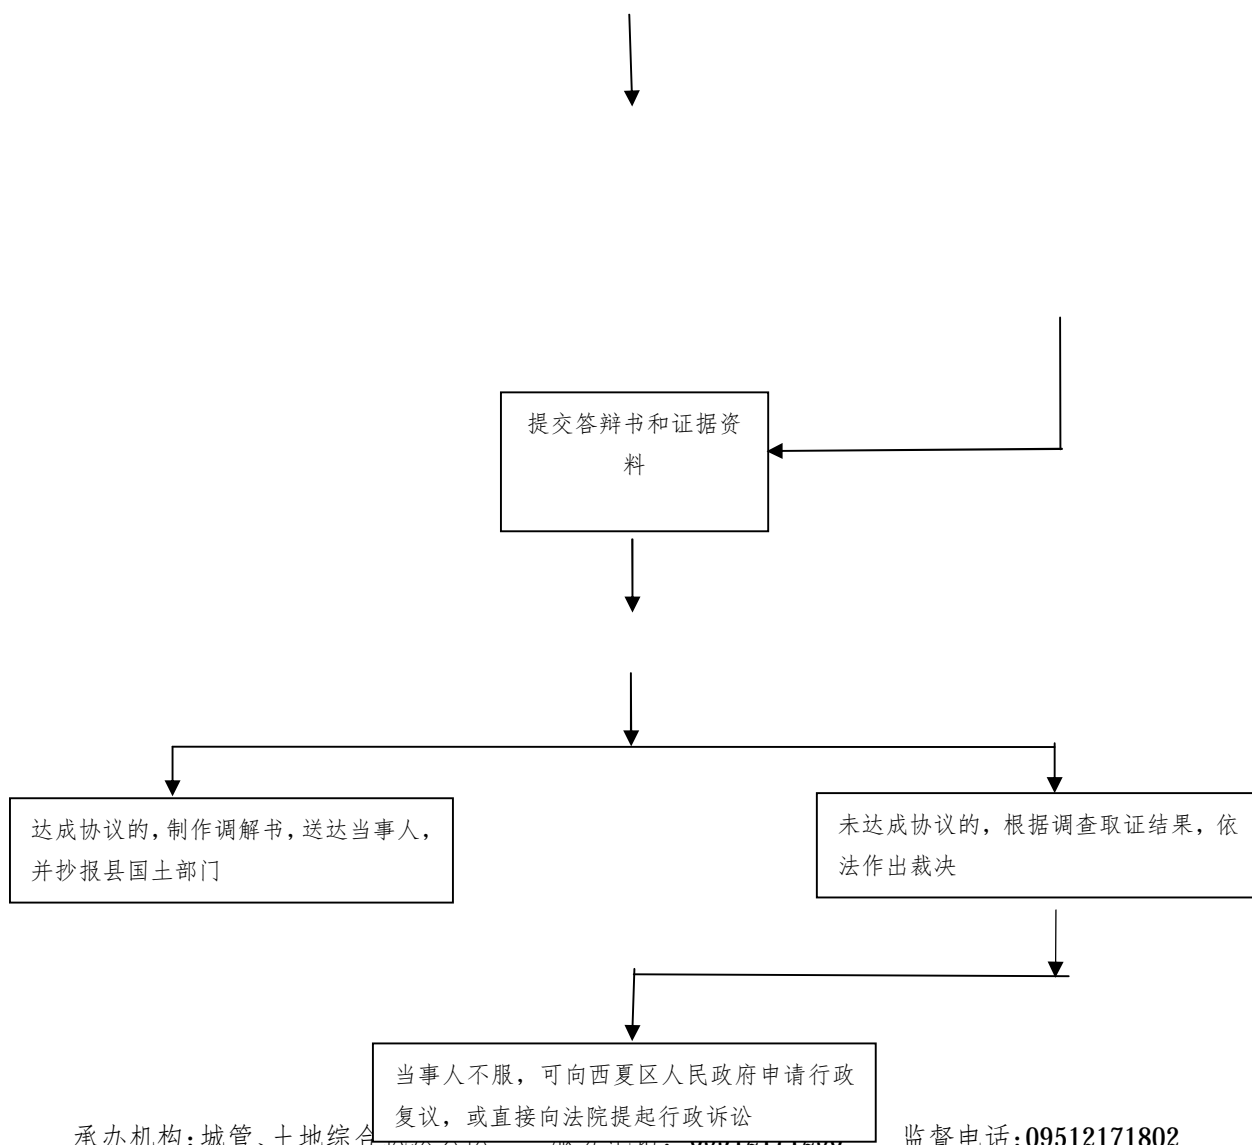 提交答辩书和证据资
料
达成协议的，制作调解书，送达当事人，
并抄报县国土部门
未达成协议的，根据调查取证结果，依
法作出裁决
当事人不服，可向西夏区人民政府申请行政
复议，或直接向法院提起行政诉讼
承办机构：城管、土地综合 监督电话：09512171802